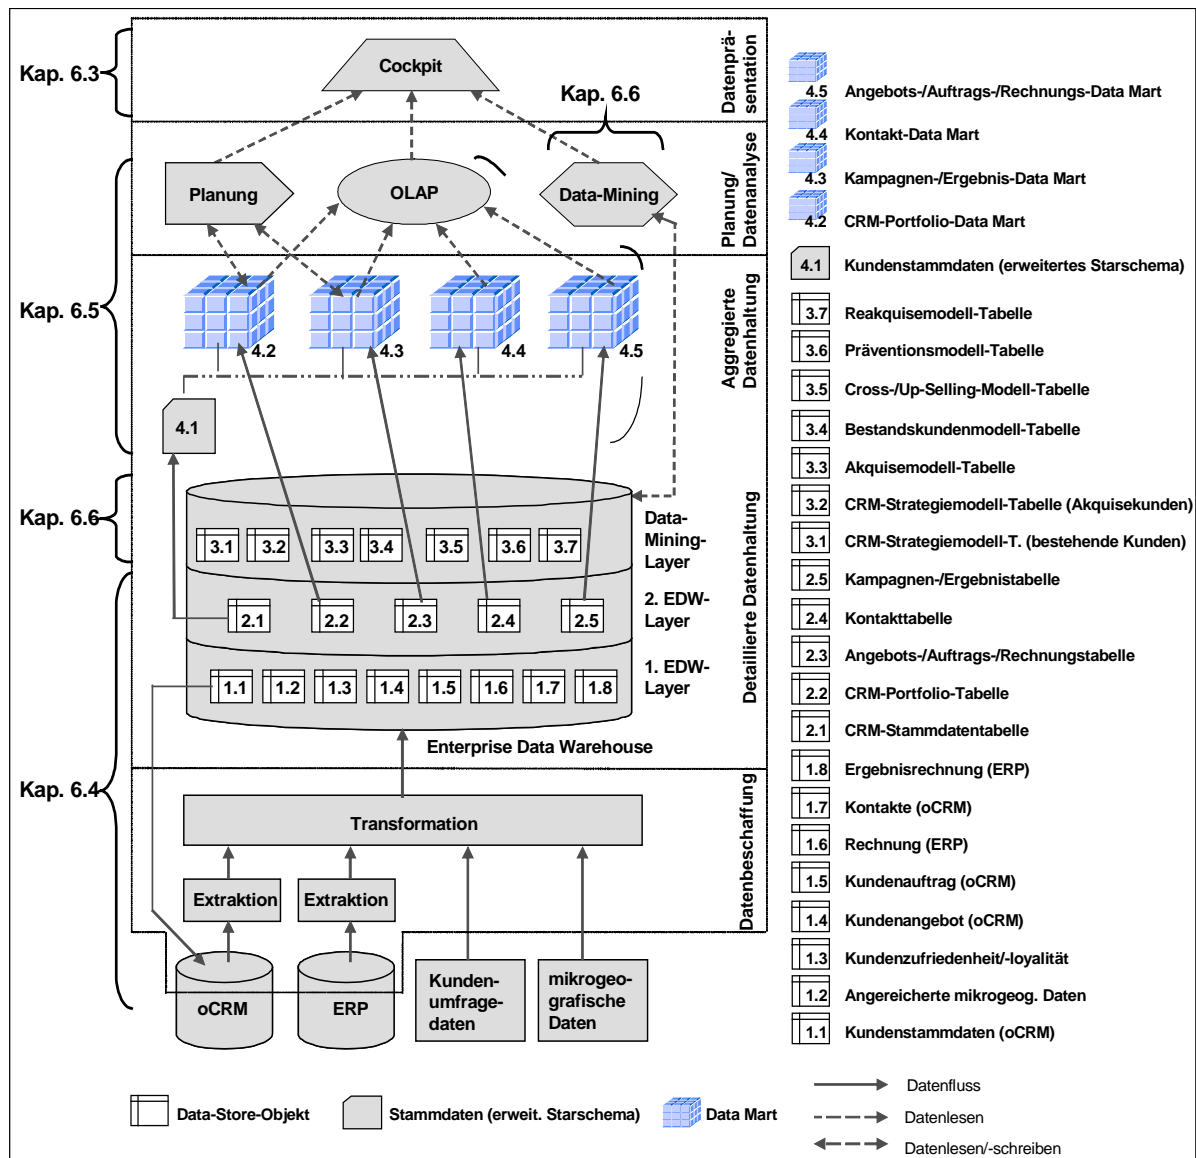 Kap. 6.3
Cockpit
Datenprä-
sentation
Kap. 6.6
Kap. 6.5
Planung
OLAP
Data-Mining
Planung/
Datenanalyse
4.2
4.3
4.4
4.5
Aggregierte
Datenhaltung
4.1
Kap. 6.6
3.1
3.2
3.3
3.4
3.5
3.6
3.7
Data-
Mining-
Layer
2.1
2.2
2.3
2.4
2.5
2. EDW-
Layer
Detaillierte Datenhaltung
1.1
1.2
1.3
1.4
1.5
1.6
1.7
1.8
1. EDW-
Layer
Enterprise Data Warehouse
Kap. 6.4
Transformation
Extraktion
Extraktion
Datenbeschaffung
oCRM
ERP
Kunden-
umfrage-
daten
mikrogeo-
grafische
Daten
4.5 Angebots-/Auftrags-/Rechnungs-Data Mart
4.4 Kontakt-Data Mart
4.3 Kampagnen-/Ergebnis-Data Mart
4.2 CRM-Portfolio-Data Mart
4.1 Kundenstammdaten (erweitertes Starschema)
3.7 Reakquisemodell-Tabelle
3.6 Präventionsmodell-Tabelle
3.5 Cross-/Up-Selling-Modell-Tabelle
3.4 Bestandskundenmodell-Tabelle
3.3 Akquisemodell-Tabelle
3.2 CRM-Strategiemodell-Tabelle (Akquisekunden)
3.1 CRM-Strategiemodell-T. (bestehende Kunden)
2.5 Kampagnen-/Ergebnistabelle
2.4 Kontakttabelle
2.3 Angebots-/Auftrags-/Rechnungstabelle
2.2 CRM-Portfolio-Tabelle
2.1 CRM-Stammdatentabelle
1.8 Ergebnisrechnung (ERP)
1.7 Kontakte (oCRM)
1.6 Rechnung (ERP)
1.5 Kundenauftrag (oCRM)
1.4 Kundenangebot (oCRM)
1.3 Kundenzufriedenheit/-loyalität
1.2 Angereicherte mikrogeog. Daten
1.1 Kundenstammdaten (oCRM)
Data-Store-Objekt
Stammdaten (erweit. Starschema)
Data Mart
Datenfluss
Datenlesen
Datenlesen/-schreiben